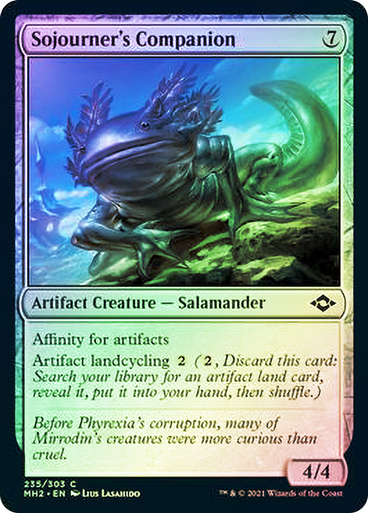 Sojourner's Companion 7
Artifact Creature — Salamander
Affinity for artifacts
Artifact landcycling 2 ( 2 , Discard this card:
Search your library for an artifact land card,
reveal it, put it into your hand, then shuffle.)
Before Phyrexia's corruption, many of
Mirrodin's creatures were more curious than
cruel.
4/4
235/303 C
MH2 • EN Lius Lasahido
™ & © 2021 Wizards of the Coast